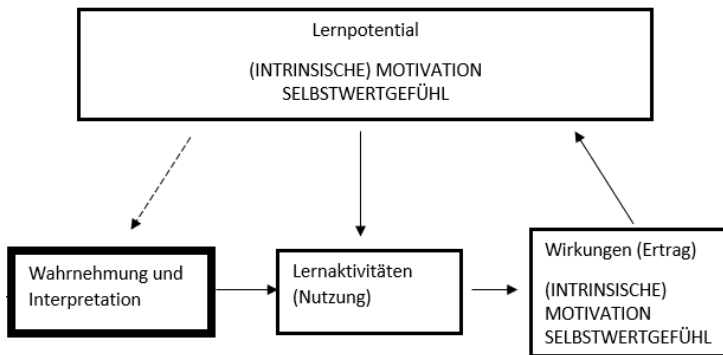 Lernpotential
(INTRINSISCHE) MOTIVATION
SELBSTWERTGEFÜHL
Wahrnehmung und
Interpretation
Lernaktivitäten
(Nutzung)
Wirkungen (Ertrag)
(INTRINSISCHE)
MOTIVATION
SELBSTWERTGEFÜHL